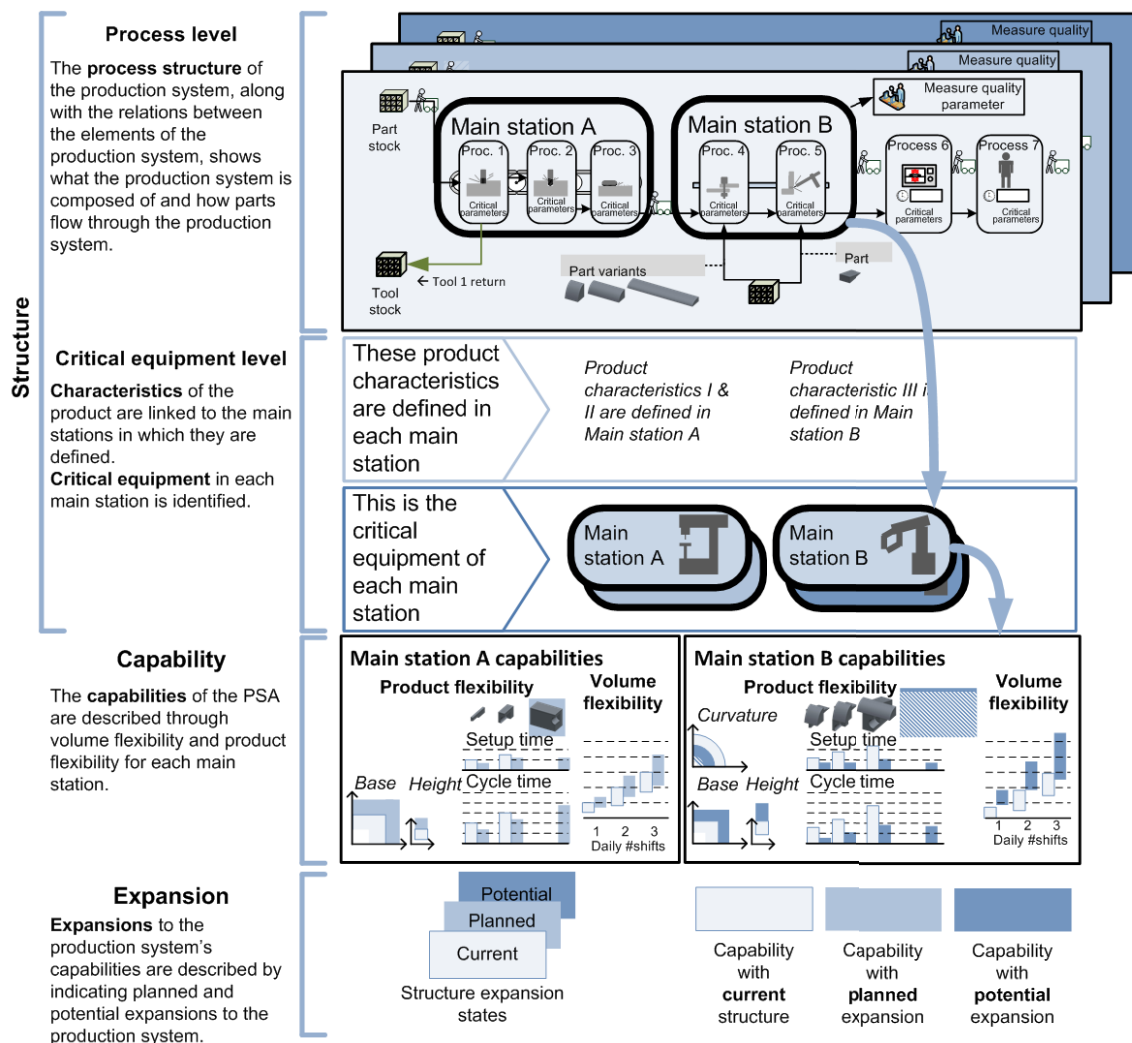 Structure
Process level
The process structure of
the production system, along
with the relations between
the elements of the
production system, shows
what the production system is
composed of and how parts
flow through the production
system.
Measure quality
Measure quality
Measure quality
parameter
Part
stock
Main station A
Proc. 1
Proc. 2
Proc. 3
Critical
parameters
Critical
parameters
Critical
parameters
Main station B
Proc. 4
Proc. 5
Critical
parameters
Critical
parameters
Process 6
Process 7
Critical
parameters
Critical
parameters
Tool
stock
← Tool 1 return
Part variants
Part
Critical equipment level
Characteristics of the
product are linked to the main
stations in which they are
defined.
Critical equipment in each
main station is identified.
These product
characteristics
are defined in
each main
station
Product
characteristics I &
II are defined in
Main station A
Product
characteristic III is
defined in Main
station B
This is the
critical
equipment of
each main
station
Main
station A
Main
station B
Capability
The capabilities of the PSA
are described through
volume flexibility and product
flexibility for each main
station.
Main station A capabilities
Product flexibility
Volume
flexibility
Setup time
Base
Height
Cycle time
1 2 3
Daily #shifts
Main station B capabilities
Product flexibility
Volume
flexibility
Curvature
Setup time
Base
Height
Cycle time
1 2 3
Daily #shifts
Expansion
Expansions to the
production system's
capabilities are described by
indicating planned and
potential expansions to the
production system.
Potential
Planned
Current
Structure expansion
states
Capability
with
current
structure
Capability
with
planned
expansion
Capability
with
potential
expansion